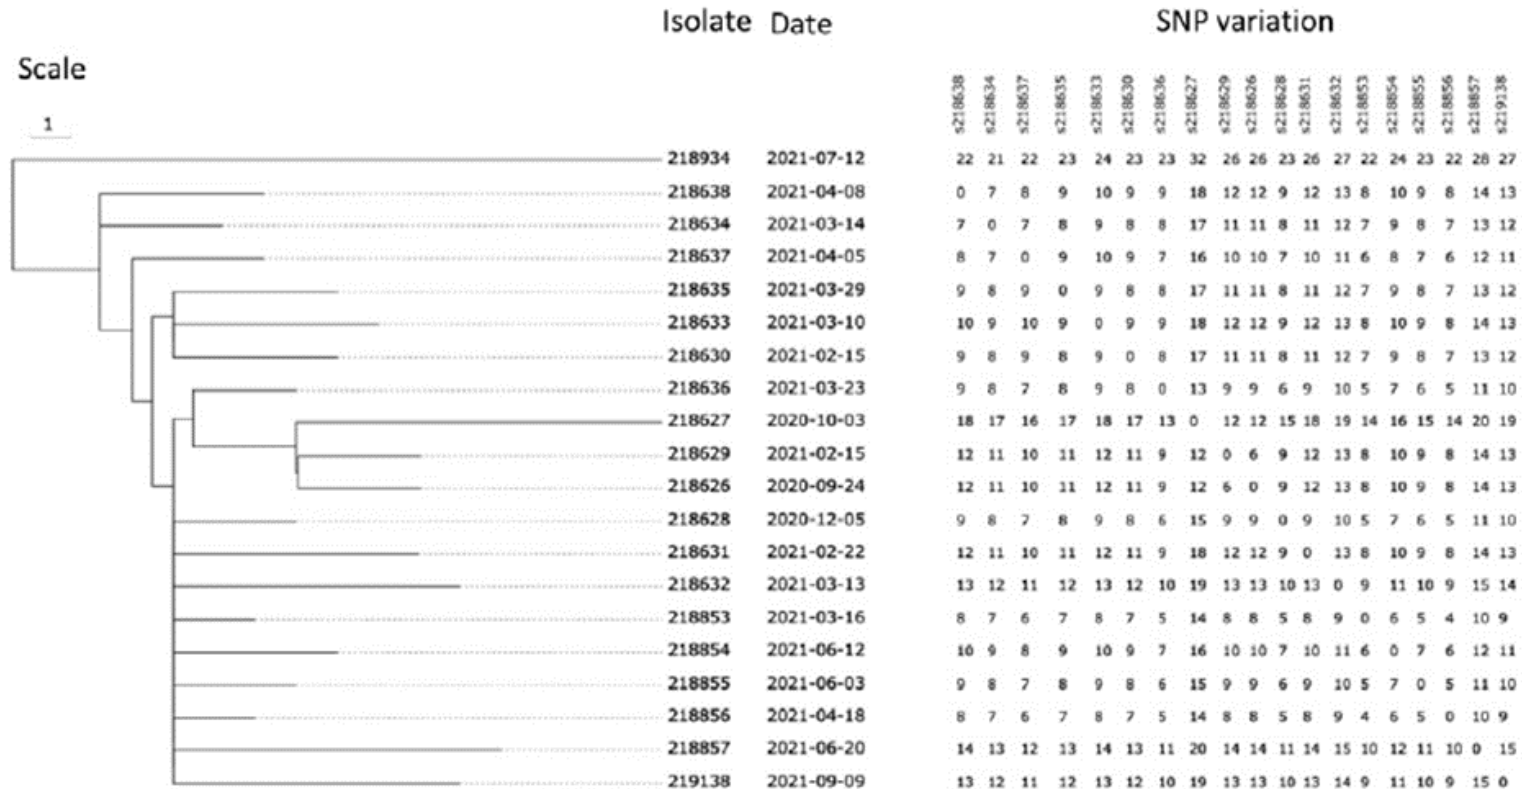 Isolate Date SNP variation
Scale
1
s218638 s218634 s218637 s218635 s218633 s218630 s218636 s218627 s218629 s218626 s218628 s218631 s218632 s218853 s218854 s218855 s218856 s218857 s219138
218934 2021-07-12 22 21 22 23 24 23 23 32 26 26 23 26 27 22 24 23 22 28 27
218638 2021-04-08 0 7 8 9 10 9 9 18 12 12 9 12 13 8 10 9 8 14 13
218634 2021-03-14 7 0 7 8 9 8 8 17 11 11 8 11 12 7 9 8 7 13 12
218637 2021-04-05 8 7 0 9 10 9 7 16 10 10 7 10 11 6 8 7 6 12 11
218635 2021-03-29 9 8 9 0 9 8 8 17 11 11 8 11 12 7 9 8 7 13 12
218633 2021-03-10 10 9 10 9 0 9 9 18 12 12 9 12 13 8 10 9 8 14 13
218630 2021-02-15 9 8 9 8 9 0 8 17 11 11 8 11 12 7 9 8 7 13 12
218636 2021-03-23 9 8 7 8 9 8 0 13 9 9 6 9 10 5 7 6 5 11 10
218627 2020-10-03 18 17 16 17 18 17 13 0 12 12 15 18 19 14 16 15 14 20 19
218629 2021-02-15 12 11 10 11 12 11 9 12 0 6 9 12 13 8 10 9 8 14 13
218626 2020-09-24 12 11 10 11 12 11 9 12 6 0 9 12 13 8 10 9 8 14 13
218628 2020-12-05 9 8 7 8 9 8 6 15 9 9 0 9 10 5 7 6 5 11 10
218631 2021-02-22 12 11 10 11 12 11 9 18 12 12 9 0 13 8 10 9 8 14 13
218632 2021-03-13 13 12 11 12 13 12 10 19 13 13 10 13 0 9 11 10 9 15 14
218853 2021-03-16 8 7 6 7 8 7 5 14 8 8 5 8 9 0 6 5 4 10 9
218854 2021-06-12 10 9 8 9 10 9 7 16 10 10 7 10 11 6 0 7 6 12 11
218855 2021-06-03 9 8 7 8 9 8 6 15 9 9 6 9 10 5 7 0 5 11 10
218856 2021-04-18 8 7 6 7 8 7 5 14 8 8 5 8 9 4 6 5 0 10 9
218857 2021-06-20 14 13 12 13 14 13 11 20 14 14 11 14 15 10 12 11 10 0 15
219138 2021-09-09 13 12 11 12 13 12 10 19 13 13 10 13 14 9 11 10 9 15 0